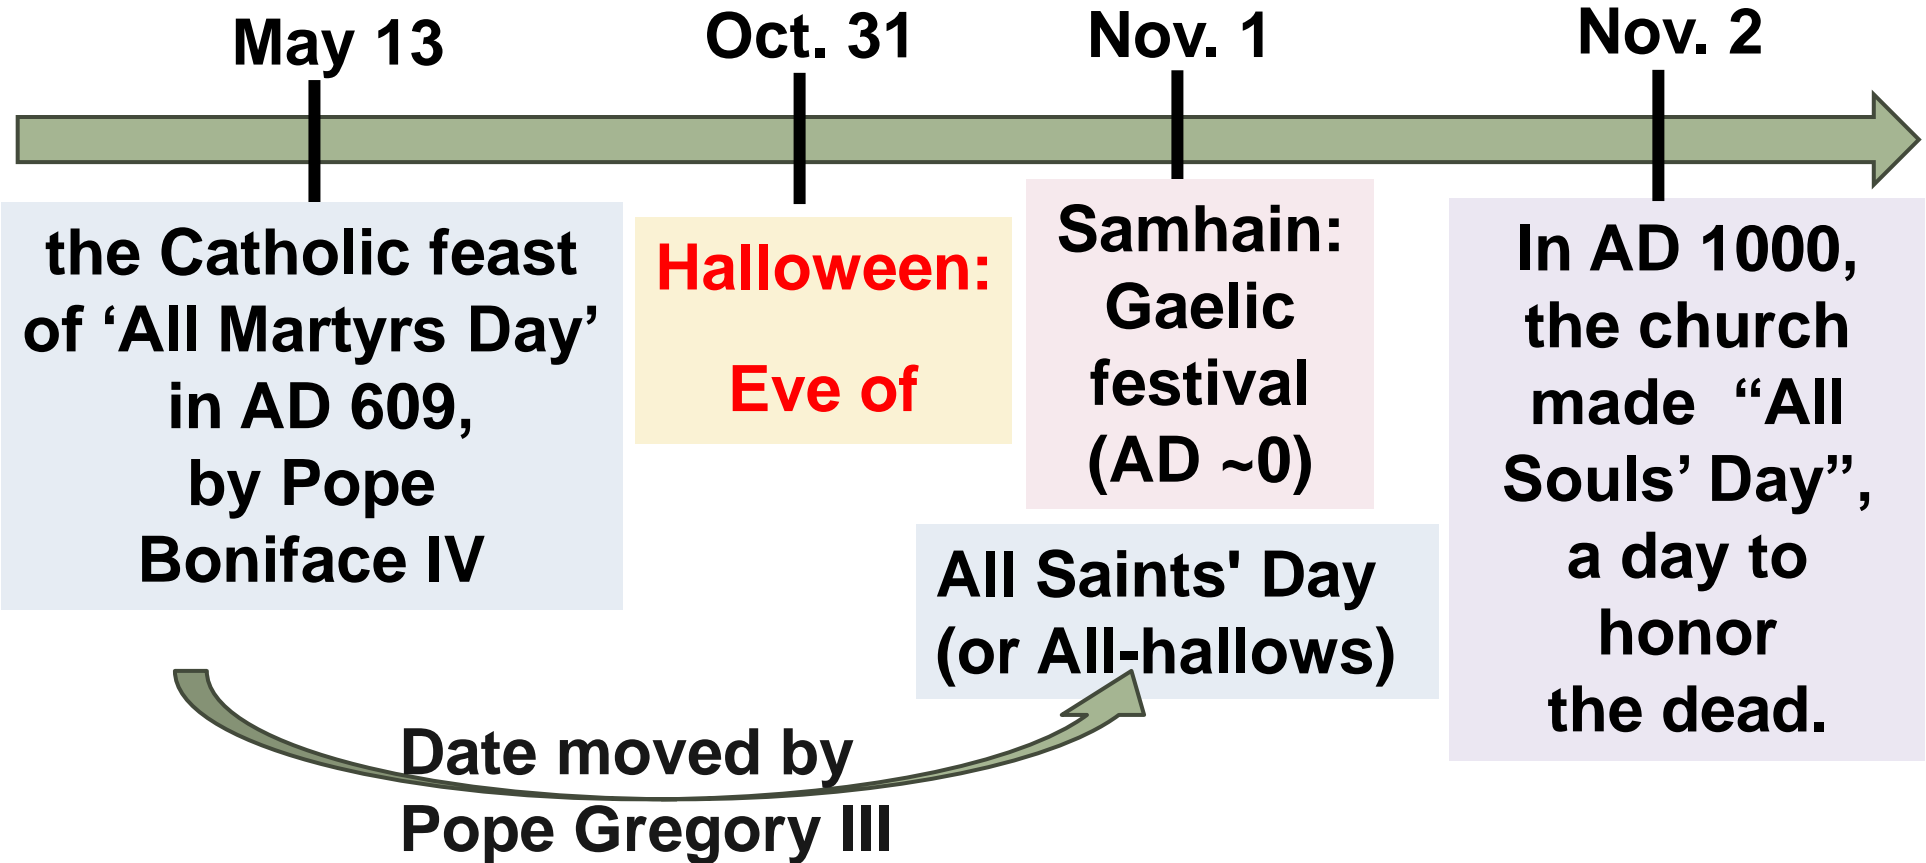 May 13
Oct. 31
Nov. 1
Nov. 2
the Catholic feast
of ‘All Martyrs Day’
in AD 609,
by Pope
Boniface IV
Halloween:
Eve of
Samhain:
Gaelic
festival
(AD ~0)
All Saints' Day
(or All-hallows)
In AD 1000,
the church
made “All
Souls’ Day”,
a day to
honor
the dead.
Date moved by
Pope Gregory III